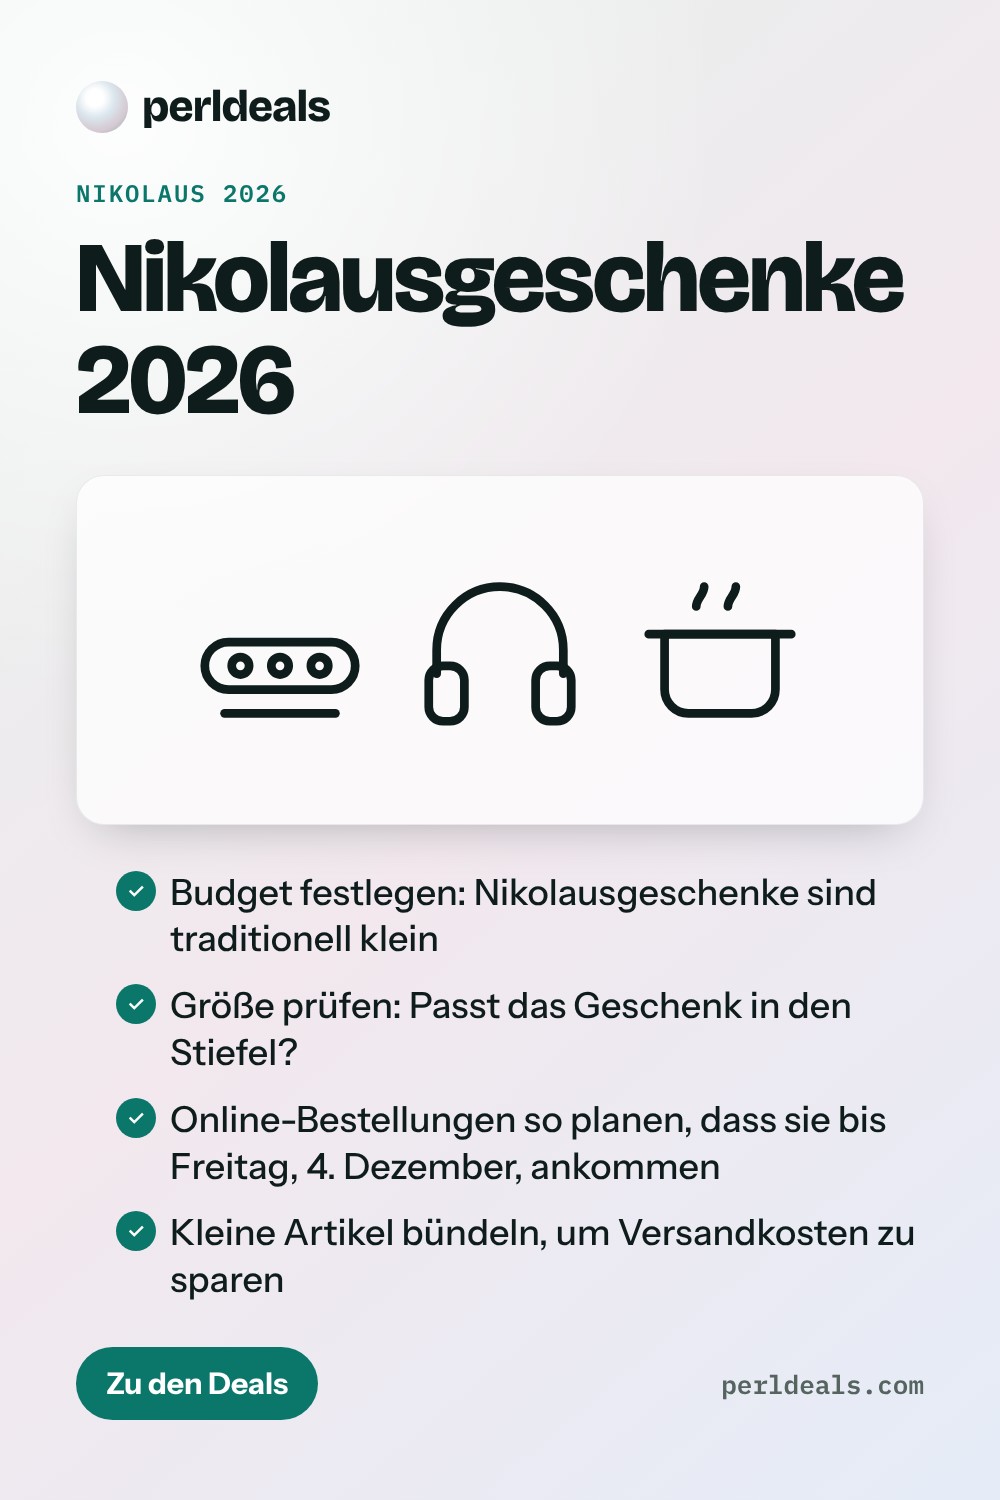 perldeals
NIKOLAUS 2026
Nikolausgeschenke
2026
Budget festlegen: Nikolausgeschenke sind
traditionell klein
Größe prüfen: Passt das Geschenk in den
Stiefel?
Online-Bestellungen so planen, dass sie bis
Freitag, 4. Dezember, ankommen
Kleine Artikel bündeln, um Versandkosten zu
sparen
Zu den Deals
perldeals.com